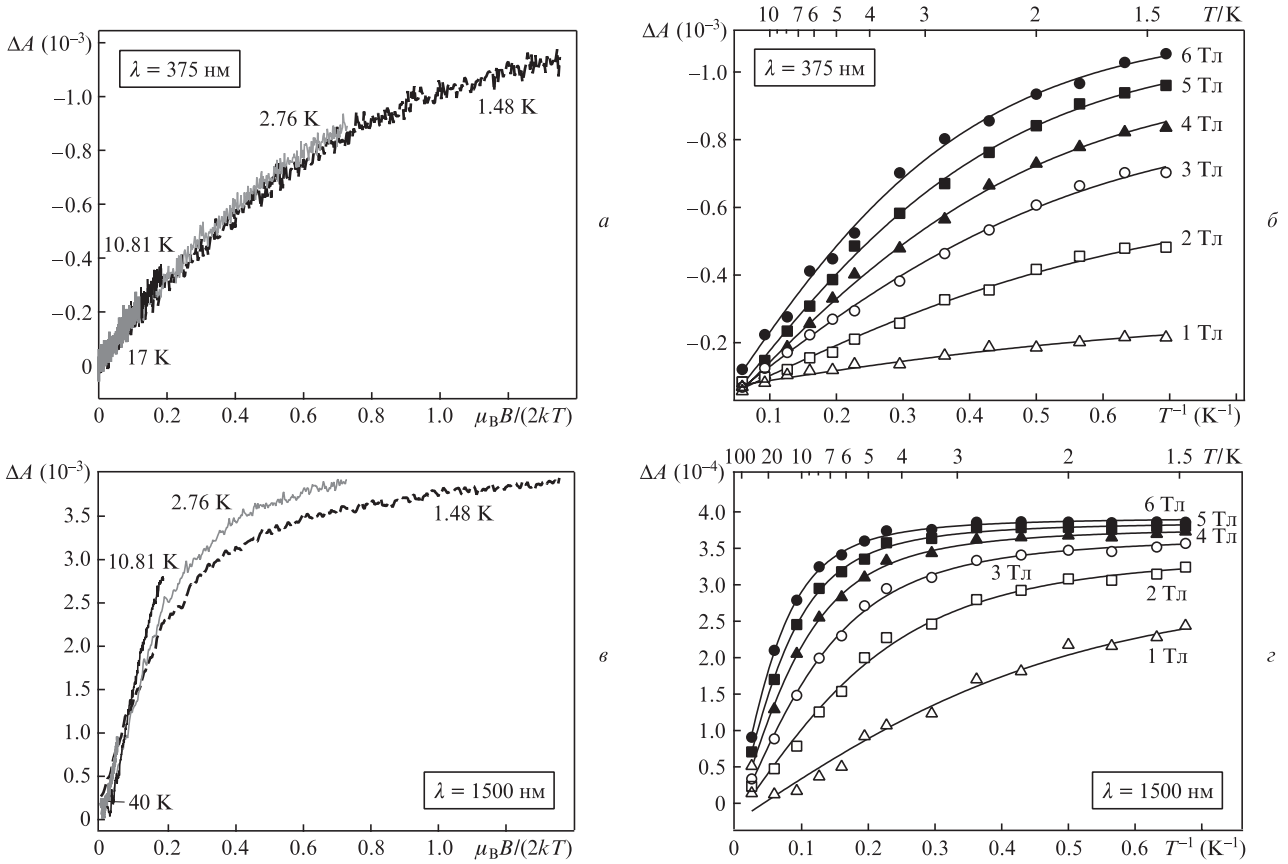 ΔA (10⁻³)
λ = 375 нм
−1.0
−0.8
−0.6
−0.4
−0.2
0
2.76 K
1.48 K
10.81 K
17 K
0 0.2 0.4 0.6 0.8 1.0 μ_BB/(2kT)
а
10 7 6 5 4 3 2 1.5 T/K
ΔA (10⁻³)
λ = 375 нм
−1.0
−0.8
−0.6
−0.4
−0.2
6 Тл
5 Тл
4 Тл
3 Тл
2 Тл
1 Тл
0.1 0.2 0.3 0.4 0.5 0.6 T⁻¹ (K⁻¹)
б
ΔA (10⁻³)
3.5
3.0
2.5
2.0
1.5
1.0
0.5
0
2.76 K
1.48 K
10.81 K
40 K
λ = 1500 нм
0 0.2 0.4 0.6 0.8 1.0 μ_BB/(2kT)
в
100 20 10 7 6 5 4 3 2 1.5 T/K
ΔA (10⁻⁴)
4.0
3.5
3.0
2.5
2.0
1.5
1.0
0.5
0
6 Тл
5 Тл
4 Тл
3 Тл
2 Тл
1 Тл
λ = 1500 нм
0 0.1 0.2 0.3 0.4 0.5 0.6 T⁻¹ (K⁻¹)
г